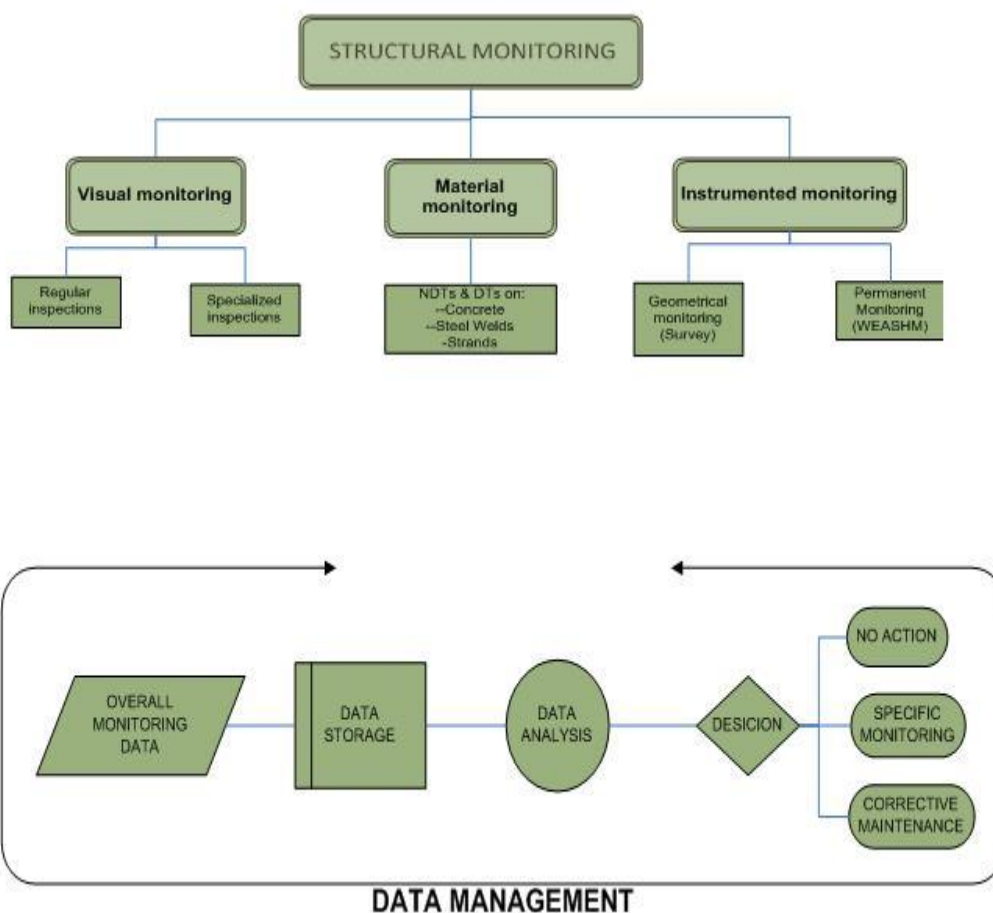 STRUCTURAL MONITORING
Visual monitoring
Material
monitoring
Instrumented monitoring
Regular
inspections
Specialized
inspections
NDTs & DTs on:
--Concrete
--Steel Welds
-Strands
Geometrical
monitoring
(Survey)
Permanent
Monitoring
(WEASHM)
OVERALL
MONITORING
DATA
DATA
STORAGE
DATA
ANALYSIS
DESICION
NO ACTION
SPECIFIC
MONITORING
CORRECTIVE
MAINTENANCE
DATA MANAGEMENT